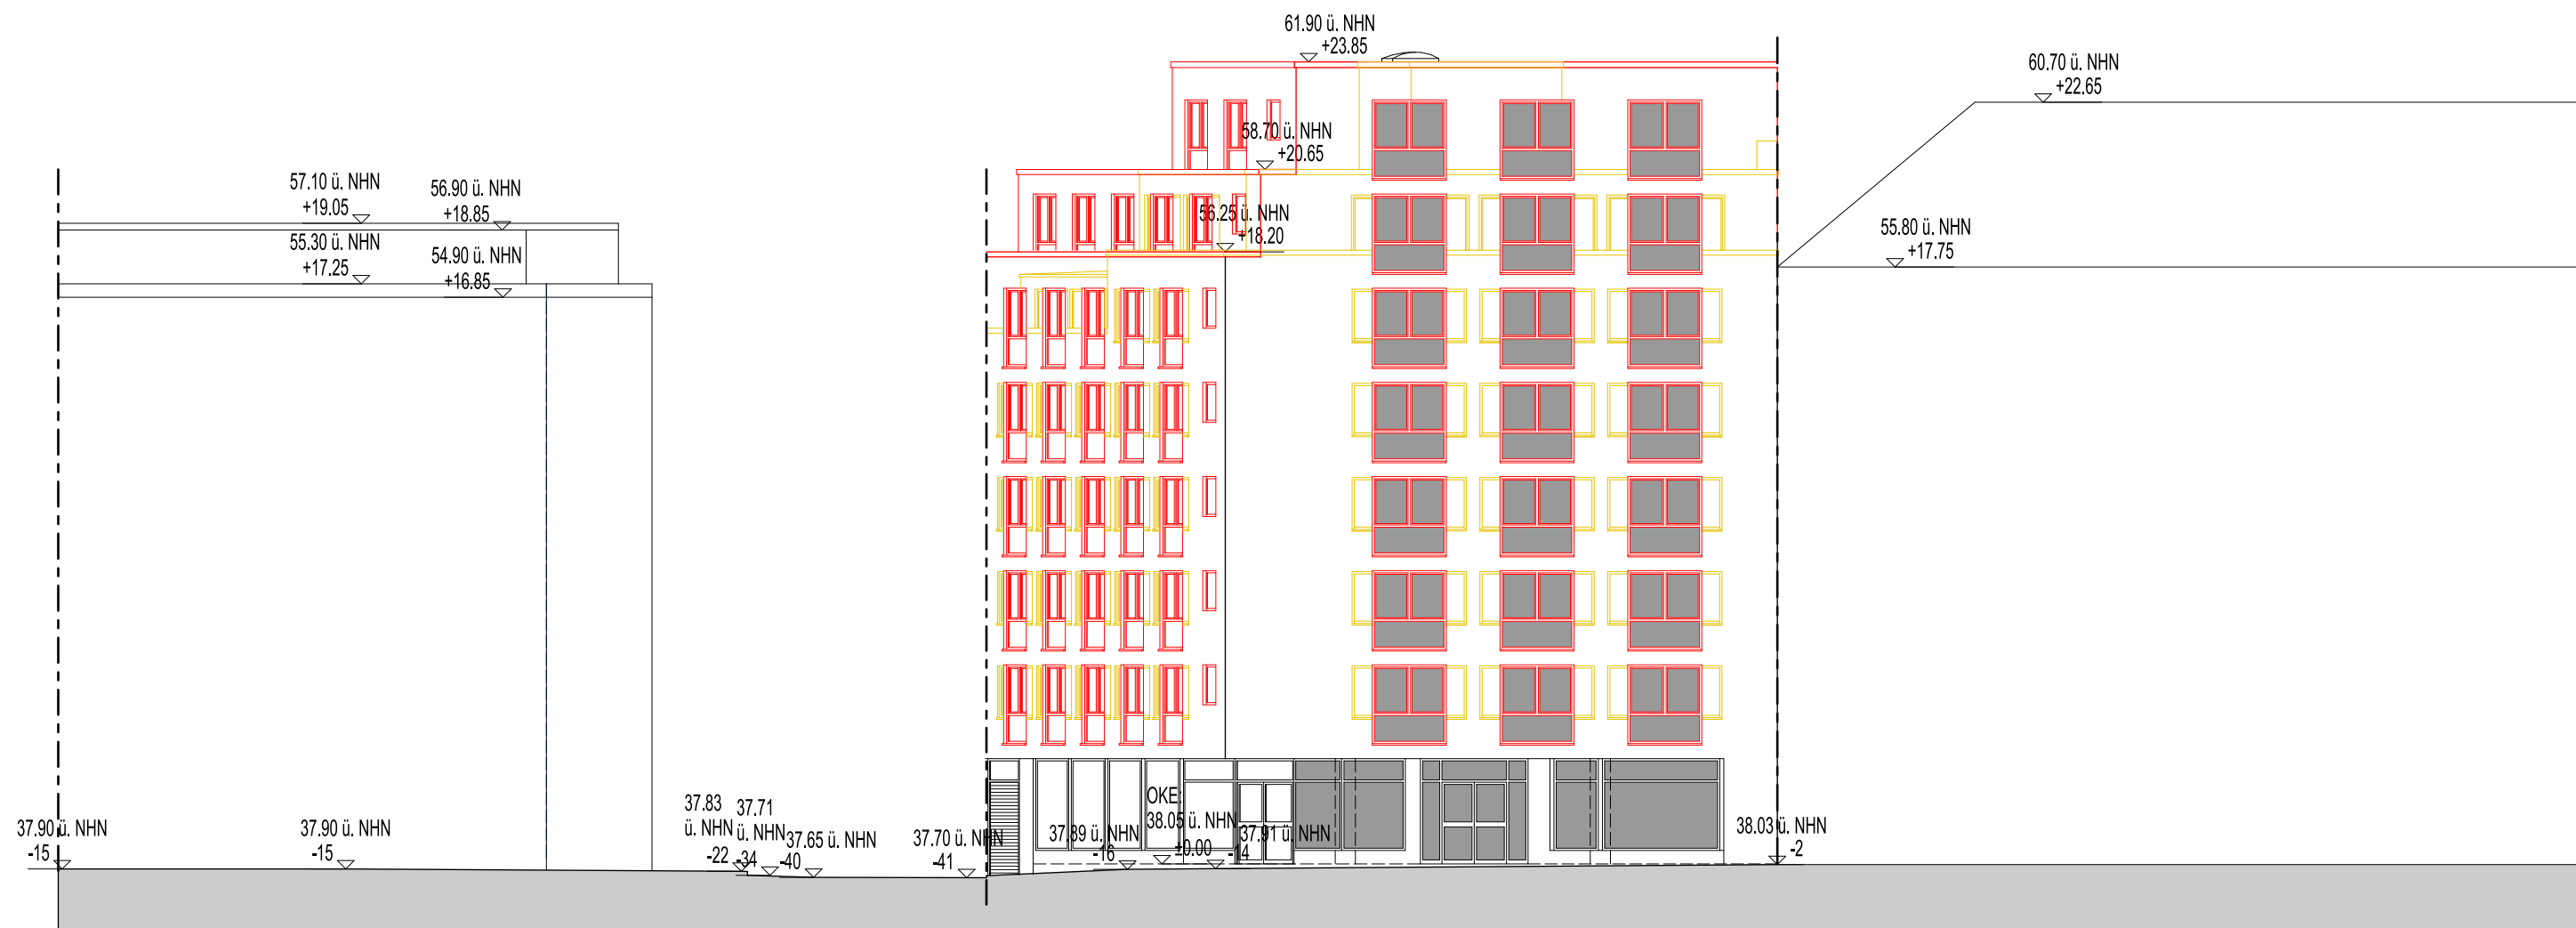 61.90 ü. NHN
+23.85
60.70 ü. NHN
+22.65
58.70 ü. NHN
+20.65
57.10 ü. NHN
+19.05
56.90 ü. NHN
+18.85
56.25 ü. NHN
+18.20
55.80 ü. NHN
+17.75
55.30 ü. NHN
+17.25
54.90 ü. NHN
+16.85
37.90 ü. NHN
-15
37.90 ü. NHN
-15
37.83
ü. NHN
-22
37.71
ü. NHN
-34
37.65 ü. NHN
-40
37.70 ü. NHN
-41
37.89 ü. NHN
-16
OKE:
38.05 ü. NHN
±0.00
37.91 ü. NHN
-14
38.03 ü. NHN
-2